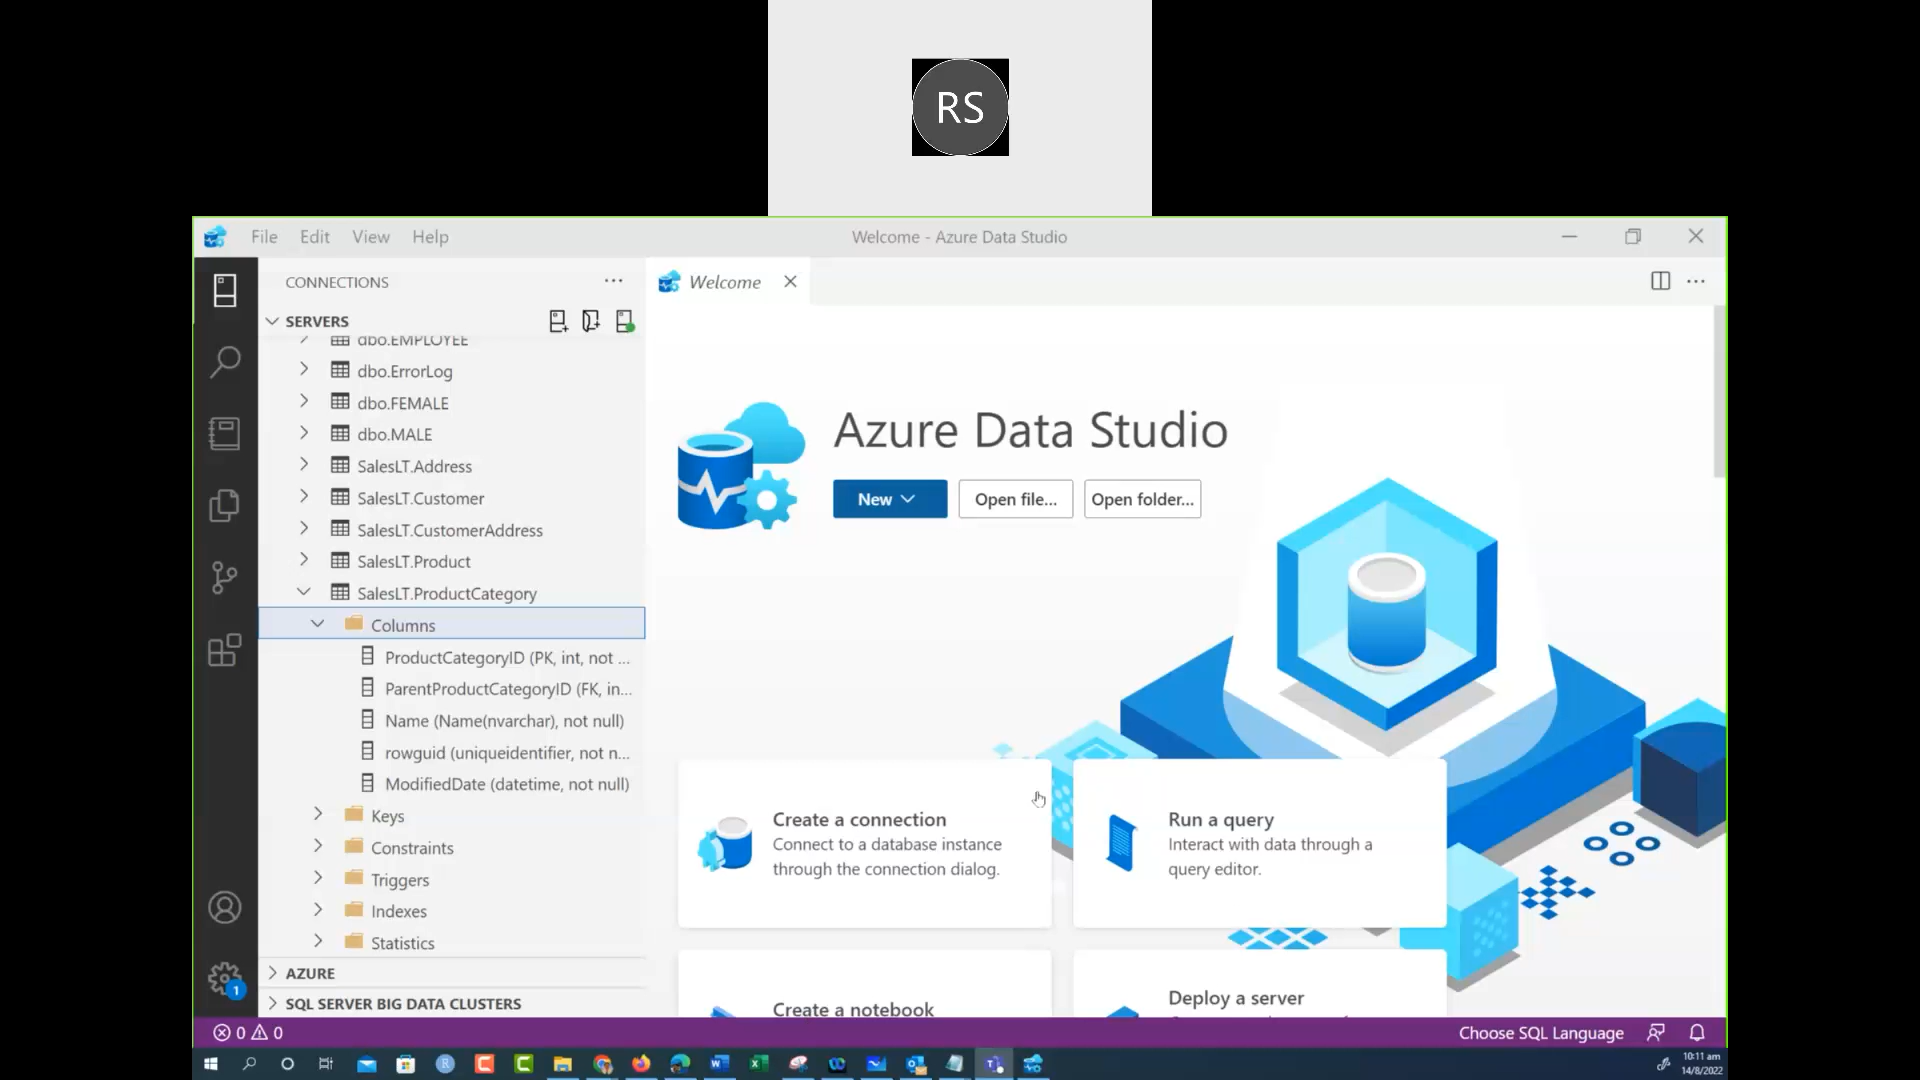 RS
File Edit View Help
Welcome - Azure Data Studio
CONNECTIONS
Welcome
SERVERS
dbo.EMPLOYEE
dbo.ErrorLog
dbo.FEMALE
dbo.MALE
SalesLT.Address
SalesLT.Customer
SalesLT.CustomerAddress
SalesLT.Product
SalesLT.ProductCategory
Columns
ProductCategoryID (PK, int, not ...
ParentProductCategoryID (FK, in...
Name (Name(nvarchar), not null)
rowguid (uniqueidentifier, not n...
ModifiedDate (datetime, not null)
Keys
Constraints
Triggers
Indexes
Statistics
AZURE
SQL SERVER BIG DATA CLUSTERS
1
Azure Data Studio
New
Open file...
Open folder...
Create a connection
Connect to a database instance
through the connection dialog.
Run a query
Interact with data through a
query editor.
Create a notebook
Deploy a server
0 0
Choose SQL Language
10:11 am
14/8/2022